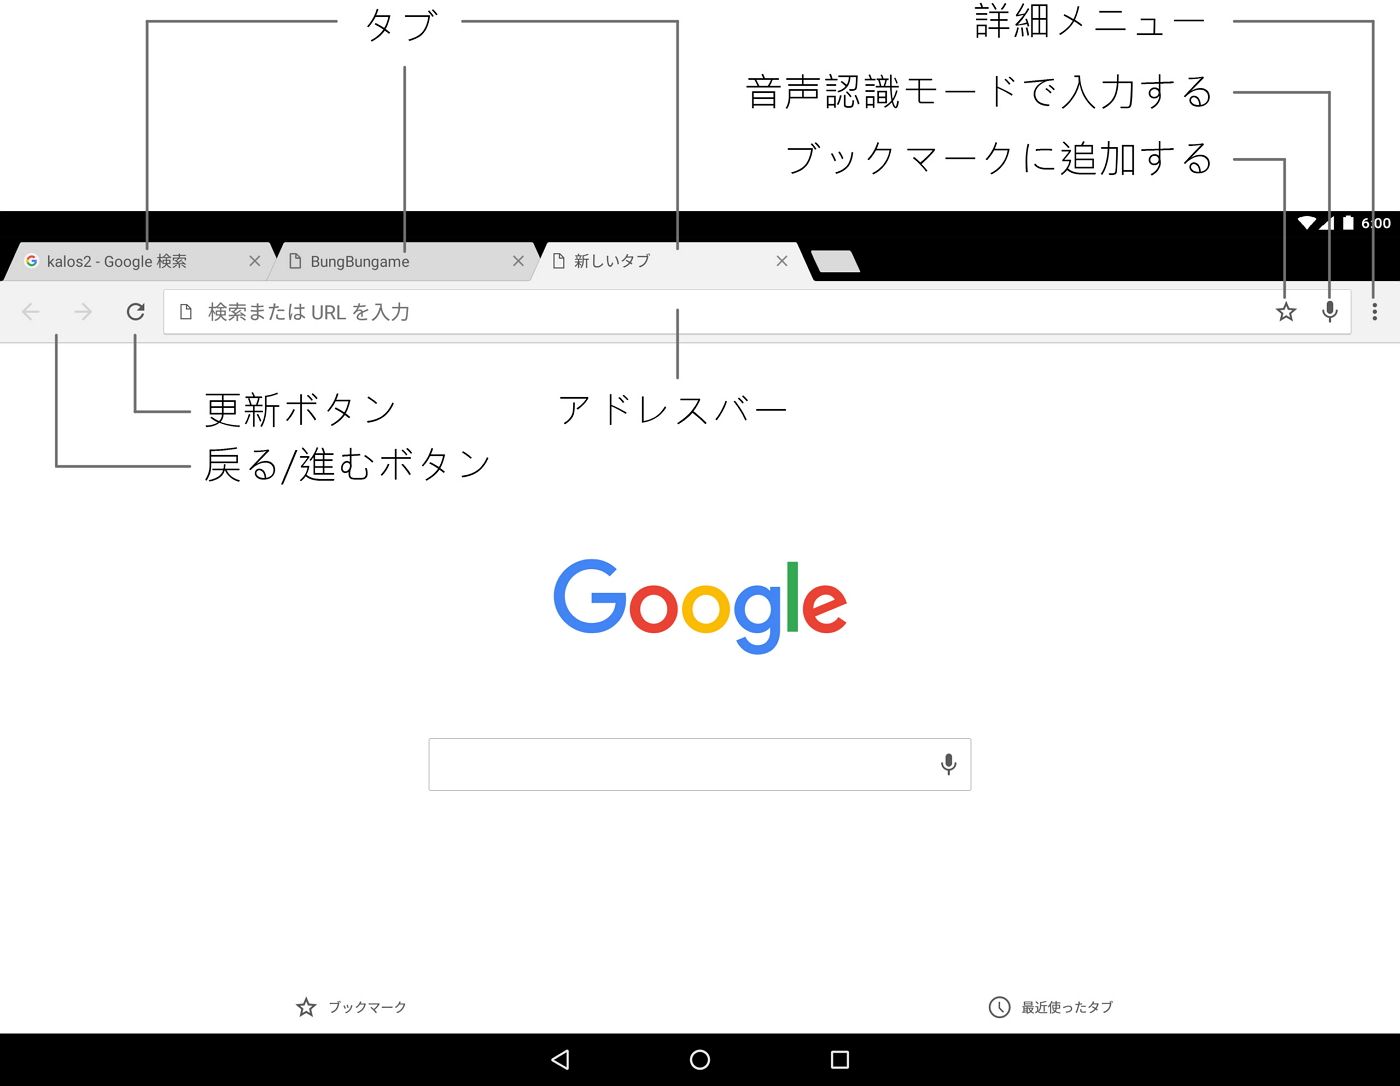 タブ
詳細メニュー
音声認識モードで入力する
ブックマークに追加する
6:00
kalos2 - Google 検索
BungBungame
新しいタブ
検索または URL を入力
更新ボタン
アドレスバー
戻る/進むボタン
Google
ブックマーク
最近使ったタブ